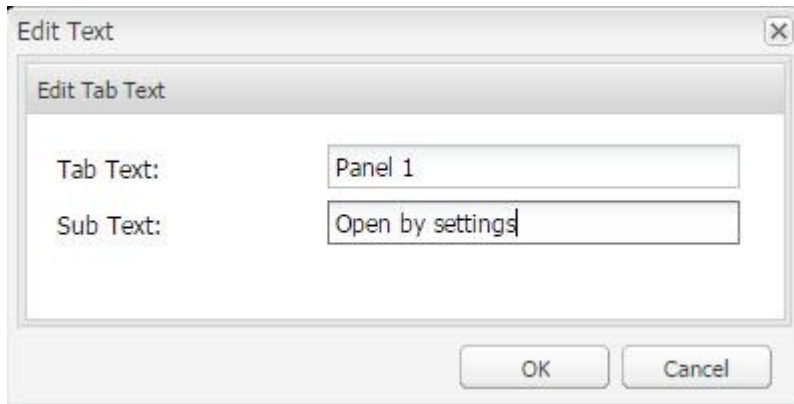 Edit Text
Edit Tab Text
Tab Text: Panel 1
Sub Text: Open by settings
OK Cancel